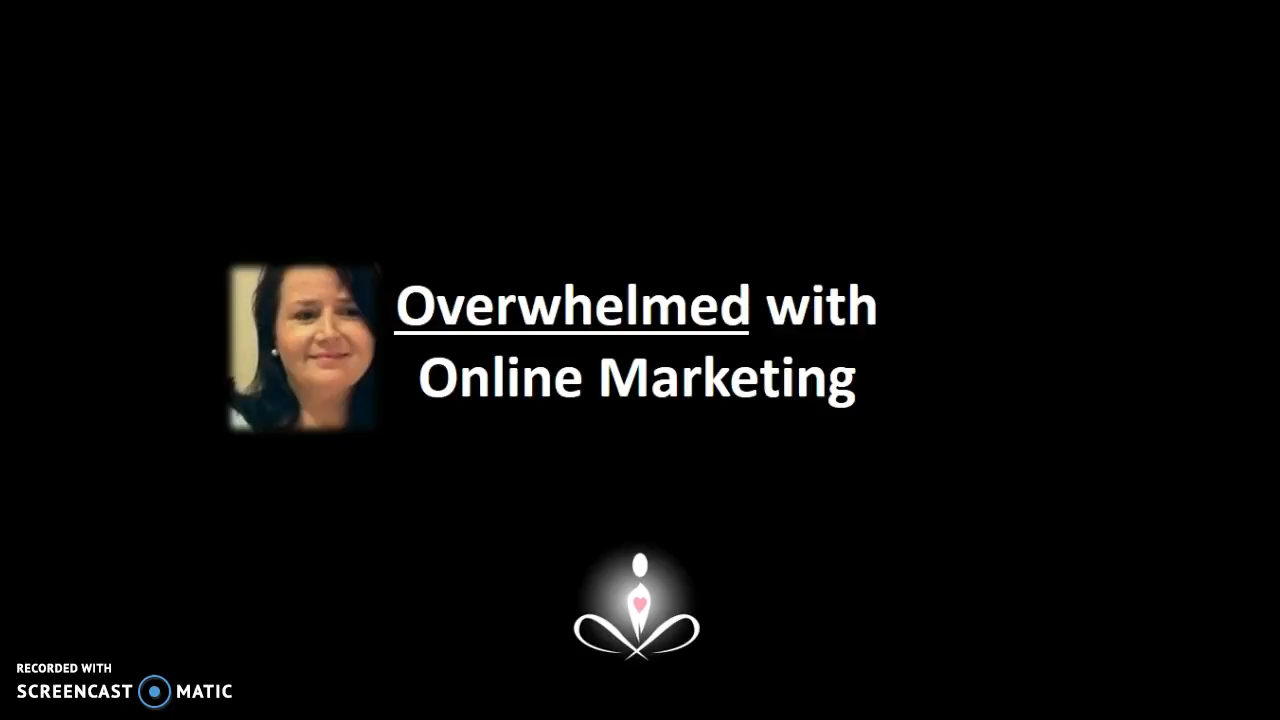 Overwhelmed with
Online Marketing
RECORDED WITH
SCREENCAST MATIC